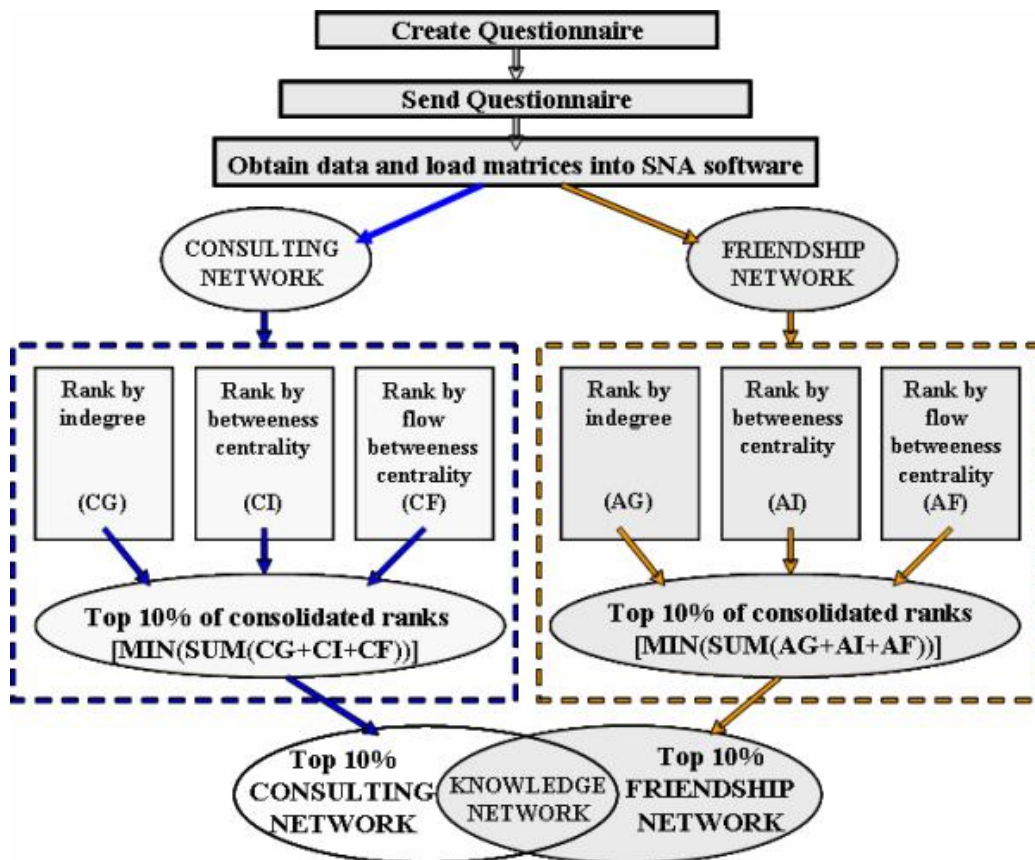 Create Questionnaire
Send Questionnaire
Obtain data and load matrices into SNA software
CONSULTING
NETWORK
FRIENDSHIP
NETWORK
Rank by
indegree
(CG)
Rank by
betweeness
centrality
(CI)
Rank by
flow
betweeness
centrality
(CF)
Rank by
indegree
(AG)
Rank by
betweeness
centrality
(AI)
Rank by
flow
betweeness
centrality
(AF)
Top 10% of consolidated ranks
[MIN(SUM(CG+CI+CF))]
Top 10% of consolidated ranks
[MIN(SUM(AG+AI+AF))]
Top 10%
CONSULTING
NETWORK
KNOWLEDGE
NETWORK
Top 10%
FRIENDSHIP
NETWORK